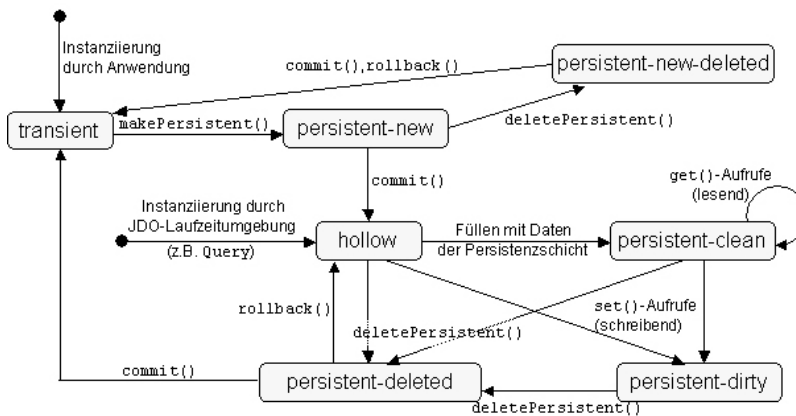 Instanziierung
durch Anwendung
commit(),rollback()
persistent-new-deleted
transient
makePersistent()
persistent-new
deletePersistent()
commit()
get()-Aufrufe
(lesend)
Instanziierung durch
JDO-Laufzeitumgebung
(z.B. Query)
hollow
Füllen mit Daten
der Persistenzschicht
persistent-clean
rollback()
deletePersistent()
set()-Aufrufe
(schreibend)
commit()
persistent-deleted
persistent-dirty
deletePersistent()